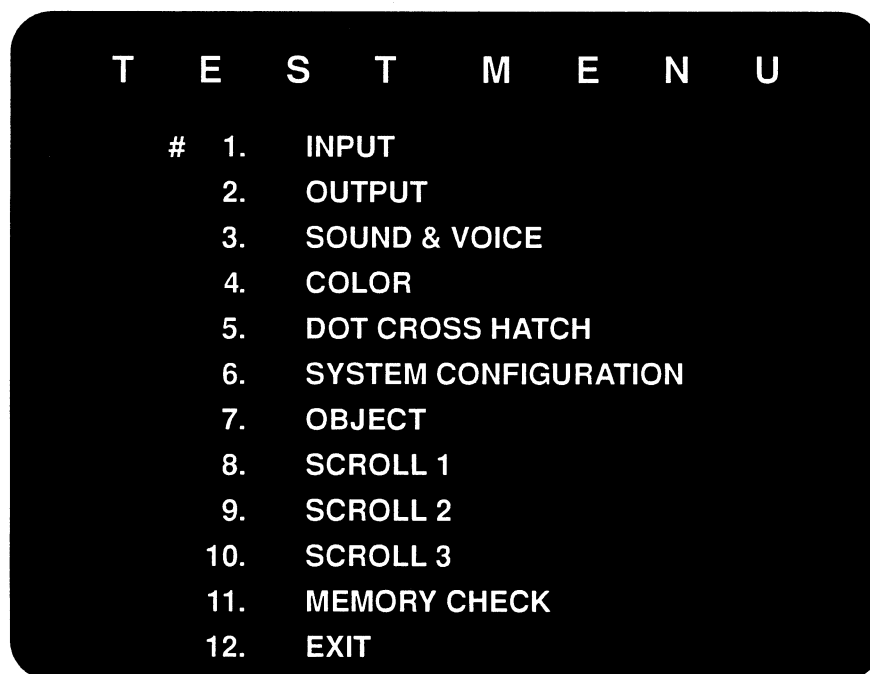 T E S T M E N U
# 1. INPUT
2. OUTPUT
3. SOUND & VOICE
4. COLOR
5. DOT CROSS HATCH
6. SYSTEM CONFIGURATION
7. OBJECT
8. SCROLL 1
9. SCROLL 2
10. SCROLL 3
11. MEMORY CHECK
12. EXIT